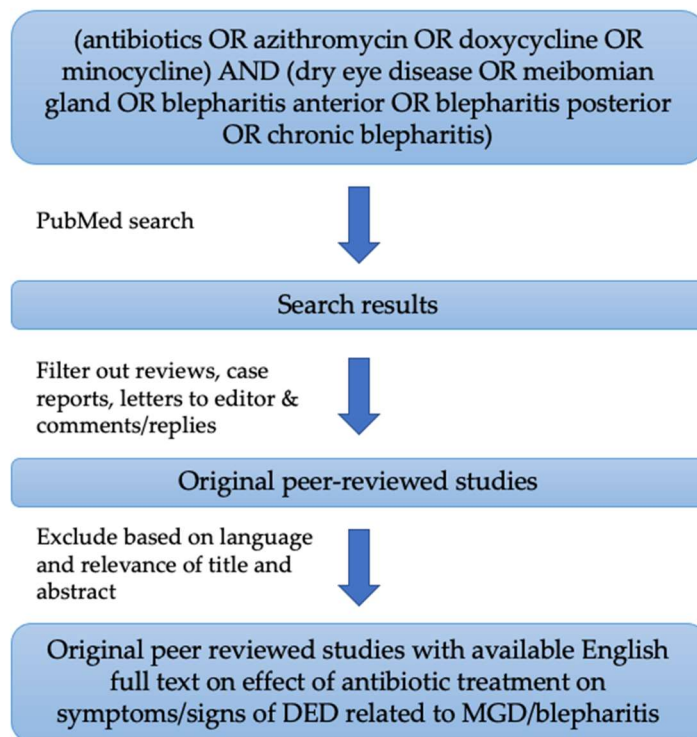 (antibiotics OR azithromycin OR doxycycline OR
minocycline) AND (dry eye disease OR meibomian
gland OR blepharitis anterior OR blepharitis posterior
OR chronic blepharitis)
PubMed search
Search results
Filter out reviews, case
reports, letters to editor &
comments/replies
Original peer-reviewed studies
Exclude based on language
and relevance of title and
abstract
Original peer reviewed studies with available English
full text on effect of antibiotic treatment on
symptoms/signs of DED related to MGD/blepharitis